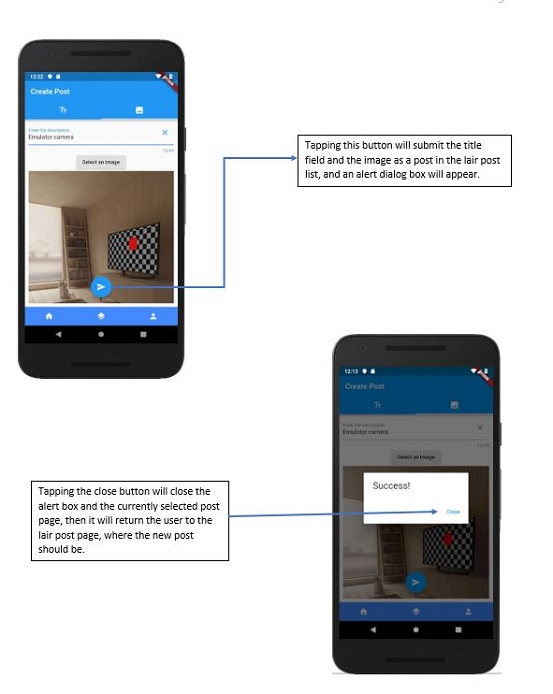 12:22
Create Post
Tт
Enter the description
Emulator camera
Select an image
Tapping this button will submit the title
field and the image as a post in the lair post
list, and an alert dialog box will appear.
12:13
Create Post
Tт
Enter the description
Emulator camera
Select an image
Success!
Close
Tapping the close button will close the
alert box and the currently selected post
page, then it will return the user to the
lair post page, where the new post
should be.